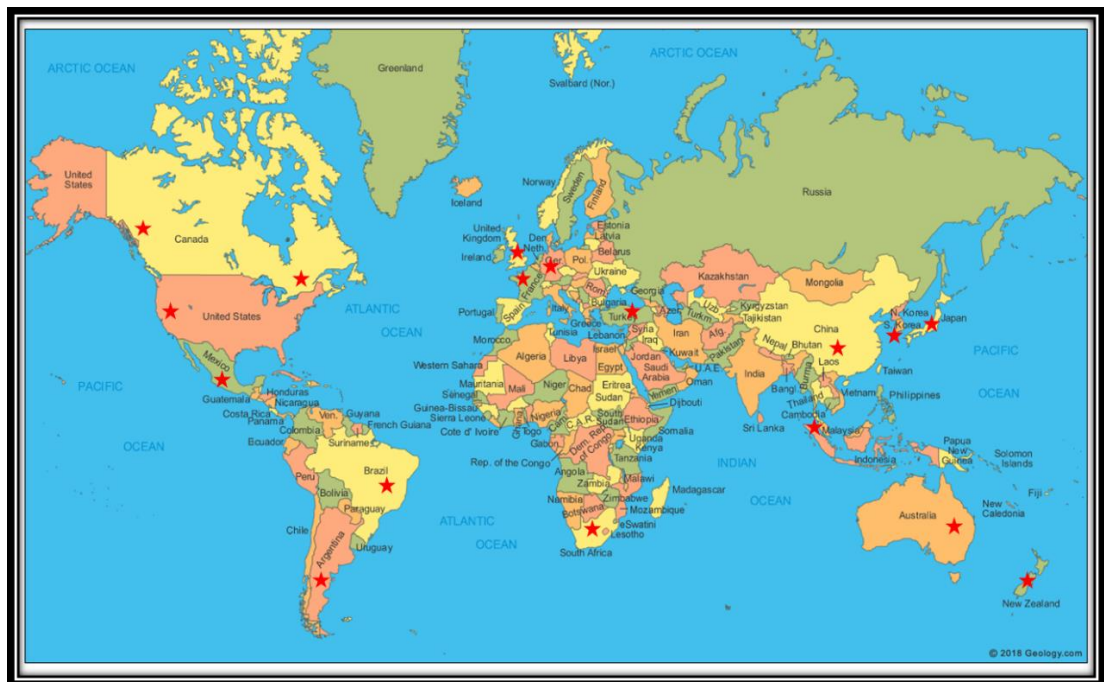 ARCTIC OCEAN
ARCTIC OCEAN
Greenland
Svalbard (Nor.)
United
States
Russia
Norway
Sweden
Finland
Iceland
Canada
United
Kingdom
Den
Neth.
Estonia
Latvia
Belarus
Ireland
Ger.
Pol.
Ukraine
Kazakhstan
Mongolia
France
Rom.
ATLANTIC
OCEAN
United States
Portugal
Spain
Italy
Bulgaria
Georgia
Greece
Turkey
Azer.
Uzb.
Turkm.
Kyrgyzstan
Tajikistan
N. Korea
S. Korea
Japan
China
Morocco
Tunisia
Lebanon
Syria
Iraq
Iran
Afg.
Israel
Jordan
Kuwait
Pakistan
Nepal
Bhutan
PACIFIC
OCEAN
Western Sahara
Algeria
Libya
Egypt
Saudi
Arabia
U.A.E.
Oman
India
Bangl.
Burma
Laos
Taiwan
Mexico
PACIFIC
OCEAN
Mauritania
Mali
Niger
Chad
Sudan
Eritrea
Yemen
Djibouti
Thailand
Vietnam
Philippines
Guatemala
Honduras
Nicaragua
Costa Rica
Panama
Senegal
Guinea-Bissau
Sierra Leone
Cote d' Ivoire
Ghana
Togo
Nigeria
Cam.
C.A.R.
South
Sudan
Ethiopia
Somalia
Sri Lanka
Cambodia
Malaysia
Ven.
Guyana
French Guiana
Suriname
Colombia
Ecuador
Gabon
Rep. of the Congo
Dem. Rep.
of Congo
Uganda
Kenya
Tanzania
INDIAN
OCEAN
Indonesia
Papua
New
Guinea
Solomon
Islands
Peru
Brazil
Bolivia
Paraguay
Chile
Argentina
Uruguay
ATLANTIC
OCEAN
Angola
Zambia
Malawi
Namibia
Botswana
Zimbabwe
Mozambique
Madagascar
eSwatini
Lesotho
South Africa
Australia
Fiji
New
Caledonia
New Zealand
© 2018 Geology.com